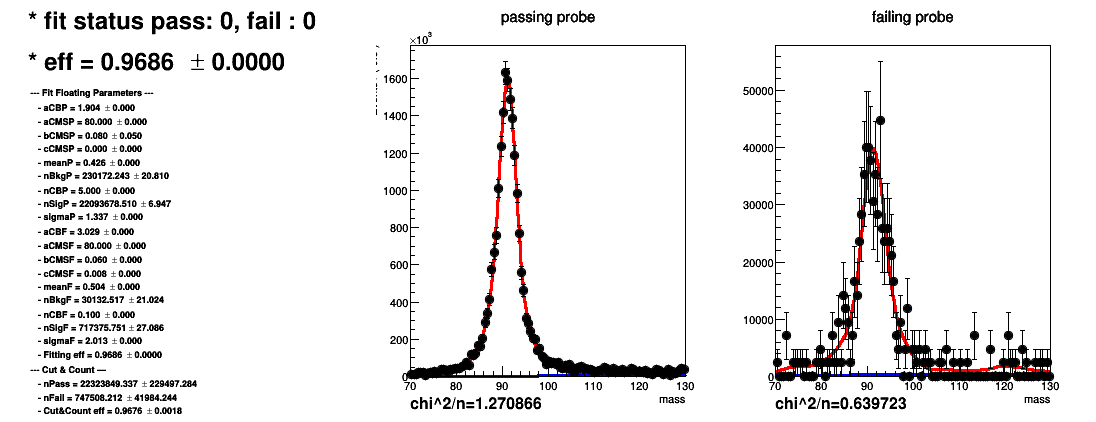 * fit status pass: 0, fail : 0
* eff = 0.9686 ± 0.0000
--- Fit Floating Parameters ---
- aCBP = 1.904 ± 0.000
- aCMSP = 80.000 ± 0.000
- bCMSP = 0.080 ± 0.050
- cCMSP = 0.000 ± 0.000
- meanP = 0.426 ± 0.000
- nBkgP = 230172.243 ± 20.810
- nCBP = 5.000 ± 0.000
- nSigP = 22093678.510 ± 6.947
- sigmaP = 1.337 ± 0.000
- aCBF = 3.029 ± 0.000
- aCMSF = 80.000 ± 0.000
- bCMSF = 0.060 ± 0.000
- cCMSF = 0.008 ± 0.000
- meanF = 0.504 ± 0.000
- nBkgF = 30132.517 ± 21.024
- nCBF = 0.100 ± 0.000
- nSigF = 717375.751 ± 27.086
- sigmaF = 2.013 ± 0.000
- Fitting eff = 0.9686 ± 0.0000
--- Cut & Count ---
- nPass = 22323849.337 ± 229497.284
- nFail = 747508.212 ± 41984.244
- Cut&Count eff = 0.9676 ± 0.0018
passing probe
×10³
1600
1400
1200
1000
800
600
400
200
0
70 80 90 100 110 120 130
mass
chi^2/n=1.270866
failing probe
50000
40000
30000
20000
10000
0
70 80 90 100 110 120 130
mass
chi^2/n=0.639723